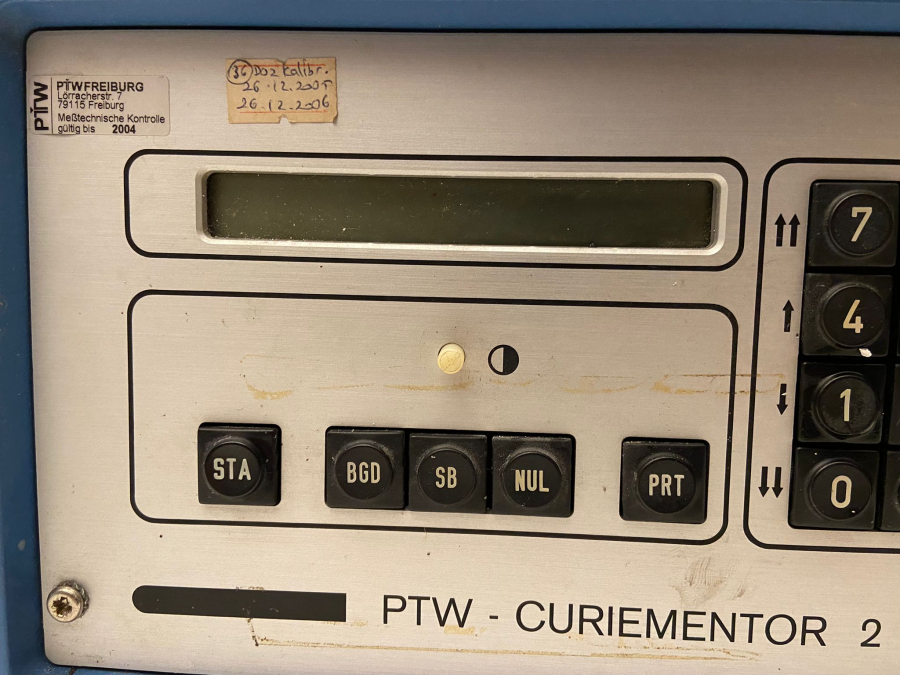 PTW
PTWFREIBURG
Lörracherstr. 7
79115 Freiburg
Meßtechnische Kontrolle
gültig bis 2004
36 Doz Kalibr.
26.12.2005
26.12.2006
7
4
1
0
STA
BGD
SB
NUL
PRT
PTW - CURIEMENTOR 2